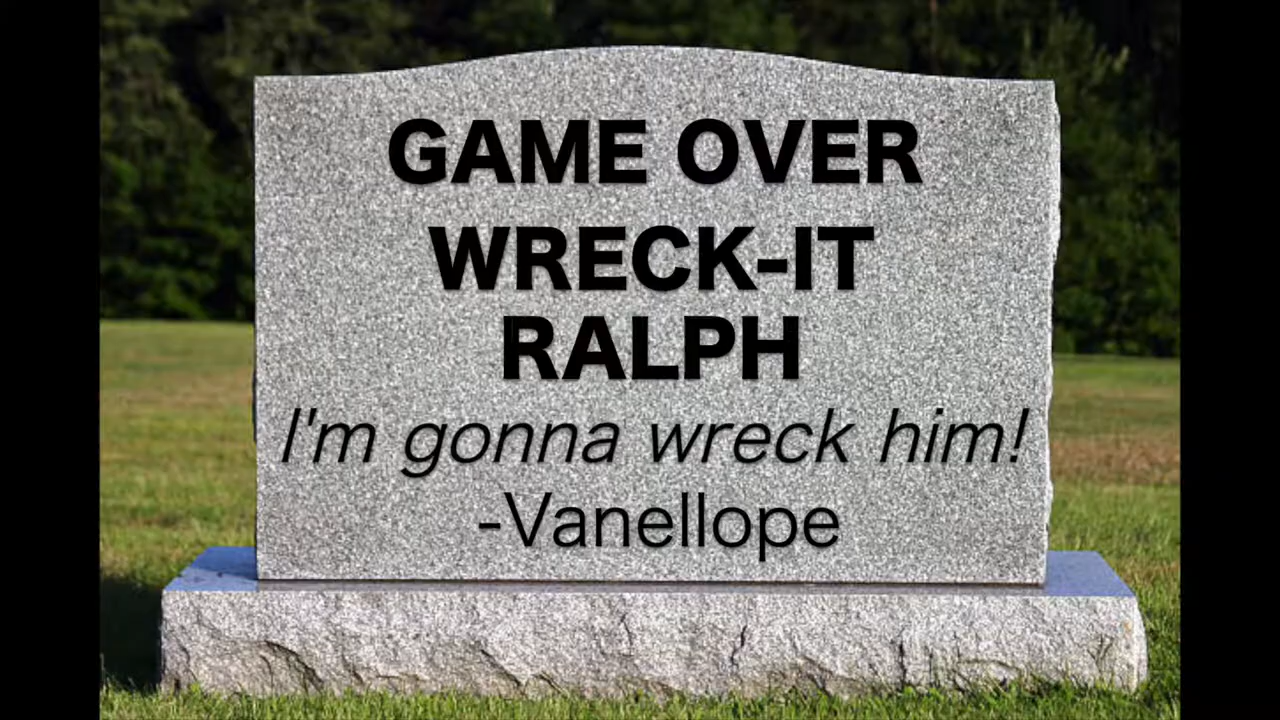 GAME OVER
WRECK-IT
RALPH
I'm gonna wreck him!
-Vanellope